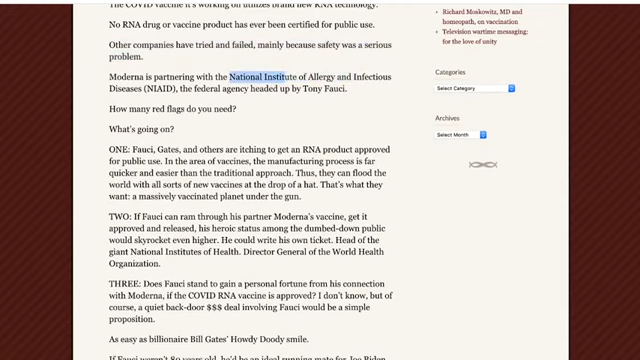 The COVID vaccine it's working on utilizes brand new RNA technology.
No RNA drug or vaccine product has ever been certified for public use.
Other companies have tried and failed, mainly because safety was a serious
problem.
Moderna is partnering with the National Institute of Allergy and Infectious
Diseases (NIAID), the federal agency headed up by Tony Fauci.
How many red flags do you need?
What's going on?
ONE: Fauci, Gates, and others are itching to get an RNA product approved
for public use. In the area of vaccines, the manufacturing process is far
quicker and easier than the traditional approach. Thus, they can flood the
world with all sorts of new vaccines at the drop of a hat. That's what they
want: a massively vaccinated planet under the gun.
TWO: If Fauci can ram through his partner Moderna's vaccine, get it
approved and released, his heroic status among the dumbed-down public
would skyrocket even higher. He could write his own ticket. Head of the
giant National Institutes of Health. Director General of the World Health
Organization.
THREE: Does Fauci stand to gain a personal fortune from his connection
with Moderna, if the COVID RNA vaccine is approved? I don't know, but of
course, a quiet back-door $$$ deal involving Fauci would be a simple
proposition.
As easy as billionaire Bill Gates' Howdy Doody smile.
If Fauci weren't 80 years old, he'd be an ideal running mate for Joe Biden
Richard Moskowitz, MD and
homeopath, on vaccination
Television wartime messaging:
for the love of unity
Categories
Select Category
Archives
Select Month